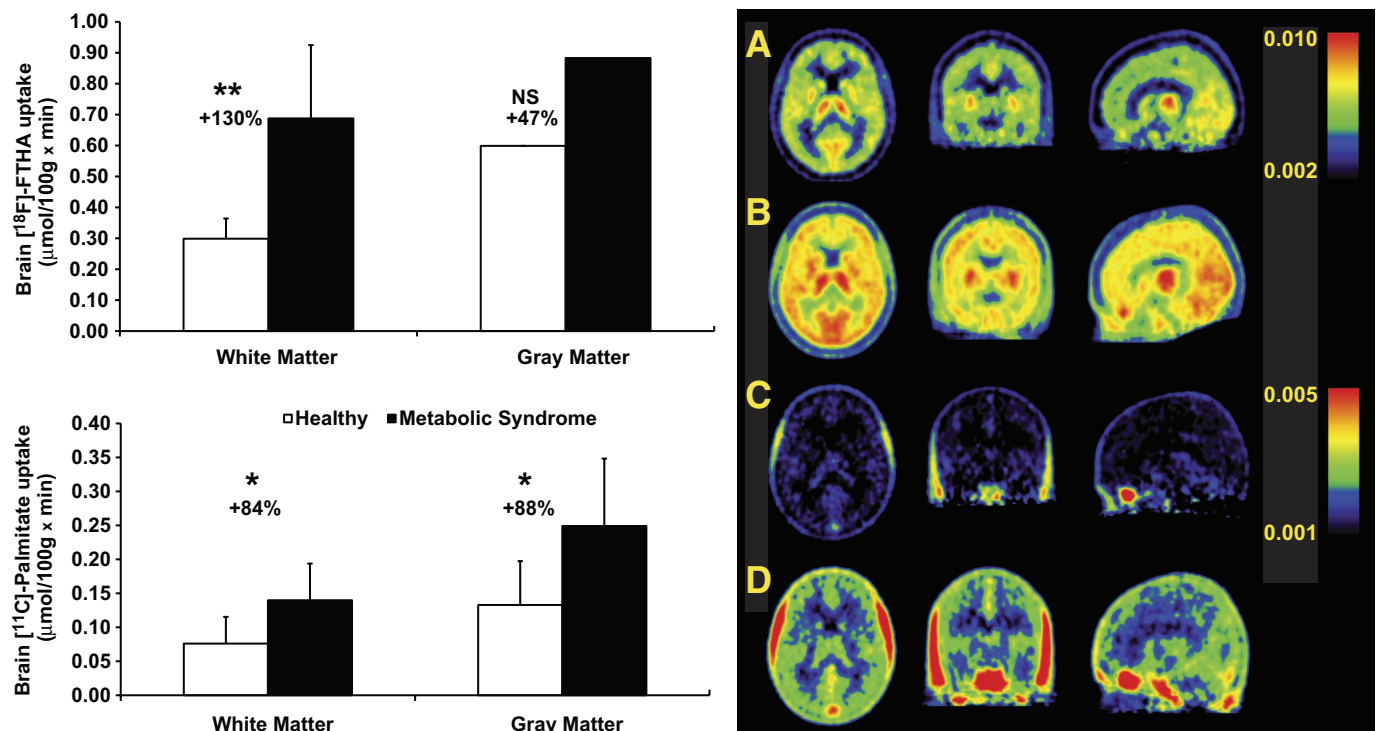 Brain [¹⁸F]-FTHA uptake
(µmol/100g x min)
1.00
0.90
0.80
0.70
0.60
0.50
0.40
0.30
0.20
0.10
0.00
**
+130%
NS
+47%
White Matter
Gray Matter
Brain [¹¹C]-Palmitate uptake
(µmol/100g x min)
0.40
0.35
0.30
0.25
0.20
0.15
0.10
0.05
0.00
Healthy
Metabolic Syndrome
*
+84%
*
+88%
White Matter
Gray Matter
A
B
C
D
0.010
0.002
0.005
0.001